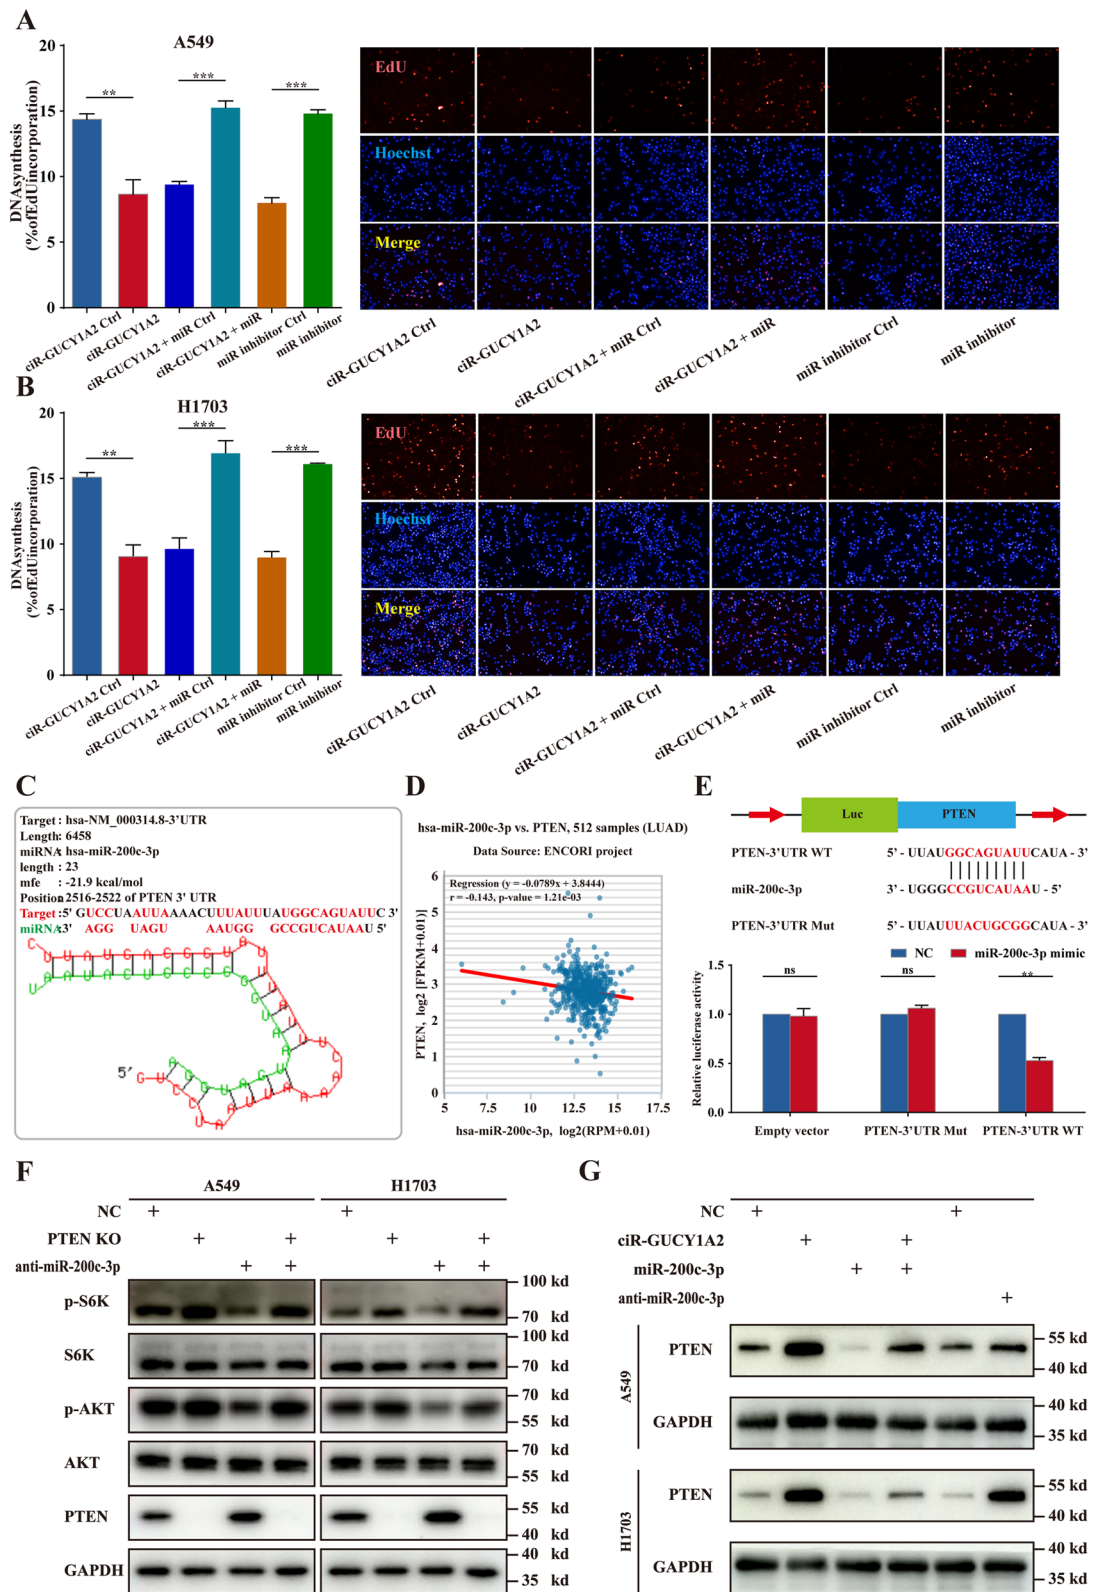 A
A549
DNAsynthesis
(%ofEdUincorporation)
20
15
10
5
0
**
***
***
ciR-GUCY1A2 Ctrl
ciR-GUCY1A2
ciR-GUCY1A2 + miR Ctrl
ciR-GUCY1A2 + miR
miR inhibitor Ctrl
miR inhibitor
EdU
Hoechst
Merge
ciR-GUCY1A2 Ctrl
ciR-GUCY1A2
ciR-GUCY1A2 + miR Ctrl
ciR-GUCY1A2 + miR
miR inhibitor Ctrl
miR inhibitor
B
H1703
DNAsynthesis
(%ofEdUincorporation)
20
15
10
5
0
**
***
***
ciR-GUCY1A2 Ctrl
ciR-GUCY1A2
ciR-GUCY1A2 + miR Ctrl
ciR-GUCY1A2 + miR
miR inhibitor Ctrl
miR inhibitor
EdU
Hoechst
Merge
ciR-GUCY1A2 Ctrl
ciR-GUCY1A2
ciR-GUCY1A2 + miR Ctrl
ciR-GUCY1A2 + miR
miR inhibitor Ctrl
miR inhibitor
C
Target : hsa-NM_000314.8-3'UTR
Length: 6458
miRNA: hsa-miR-200c-3p
length : 23
mfe : -21.9 kcal/mol
Position: 2516-2522 of PTEN 3' UTR
Target :5' GUCCUAAUUAAAACUUUAUUUAUGGCAGUAUUC 3'
miRNA :3' AGG UAGU AAUGG GCCGUCAUAAU 5'
5'
D
hsa-miR-200c-3p vs. PTEN, 512 samples (LUAD)
Data Source: ENCORI project
Regression (y = -0.0789x + 3.8444)
r = -0.143, p-value = 1.21e-03
PTEN, log2 [FPKM+0.01)
6
5
4
3
2
1
0
5
7.5
10
12.5
15
17.5
hsa-miR-200c-3p, log2(RPM+0.01)
E
Luc
PTEN
PTEN-3'UTR WT 5' - UUAUGGCAGUAUUCAUA - 3'
miR-200c-3p 3' - UGGGCCGUCAUAAU - 5'
PTEN-3'UTR Mut 5' - UUAUUUACUGCGGCAUA - 3'
NC
miR-200c-3p mimic
Relative luciferase activity
1.5
1.0
0.5
0.0
ns
ns
**
Empty vector
PTEN-3'UTR Mut
PTEN-3'UTR WT
F
A549 H1703
NC + +
PTEN KO + + + +
anti-miR-200c-3p + + + +
p-S6K
100 kd
70 kd
S6K
100 kd
70 kd
p-AKT
70 kd
55 kd
AKT
70 kd
55 kd
PTEN
55 kd
40 kd
GAPDH
40 kd
35 kd
G
NC + +
ciR-GUCY1A2 + +
miR-200c-3p + +
anti-miR-200c-3p +
A549
PTEN
55 kd
40 kd
GAPDH
40 kd
35 kd
H1703
PTEN
55 kd
40 kd
GAPDH
40 kd
35 kd